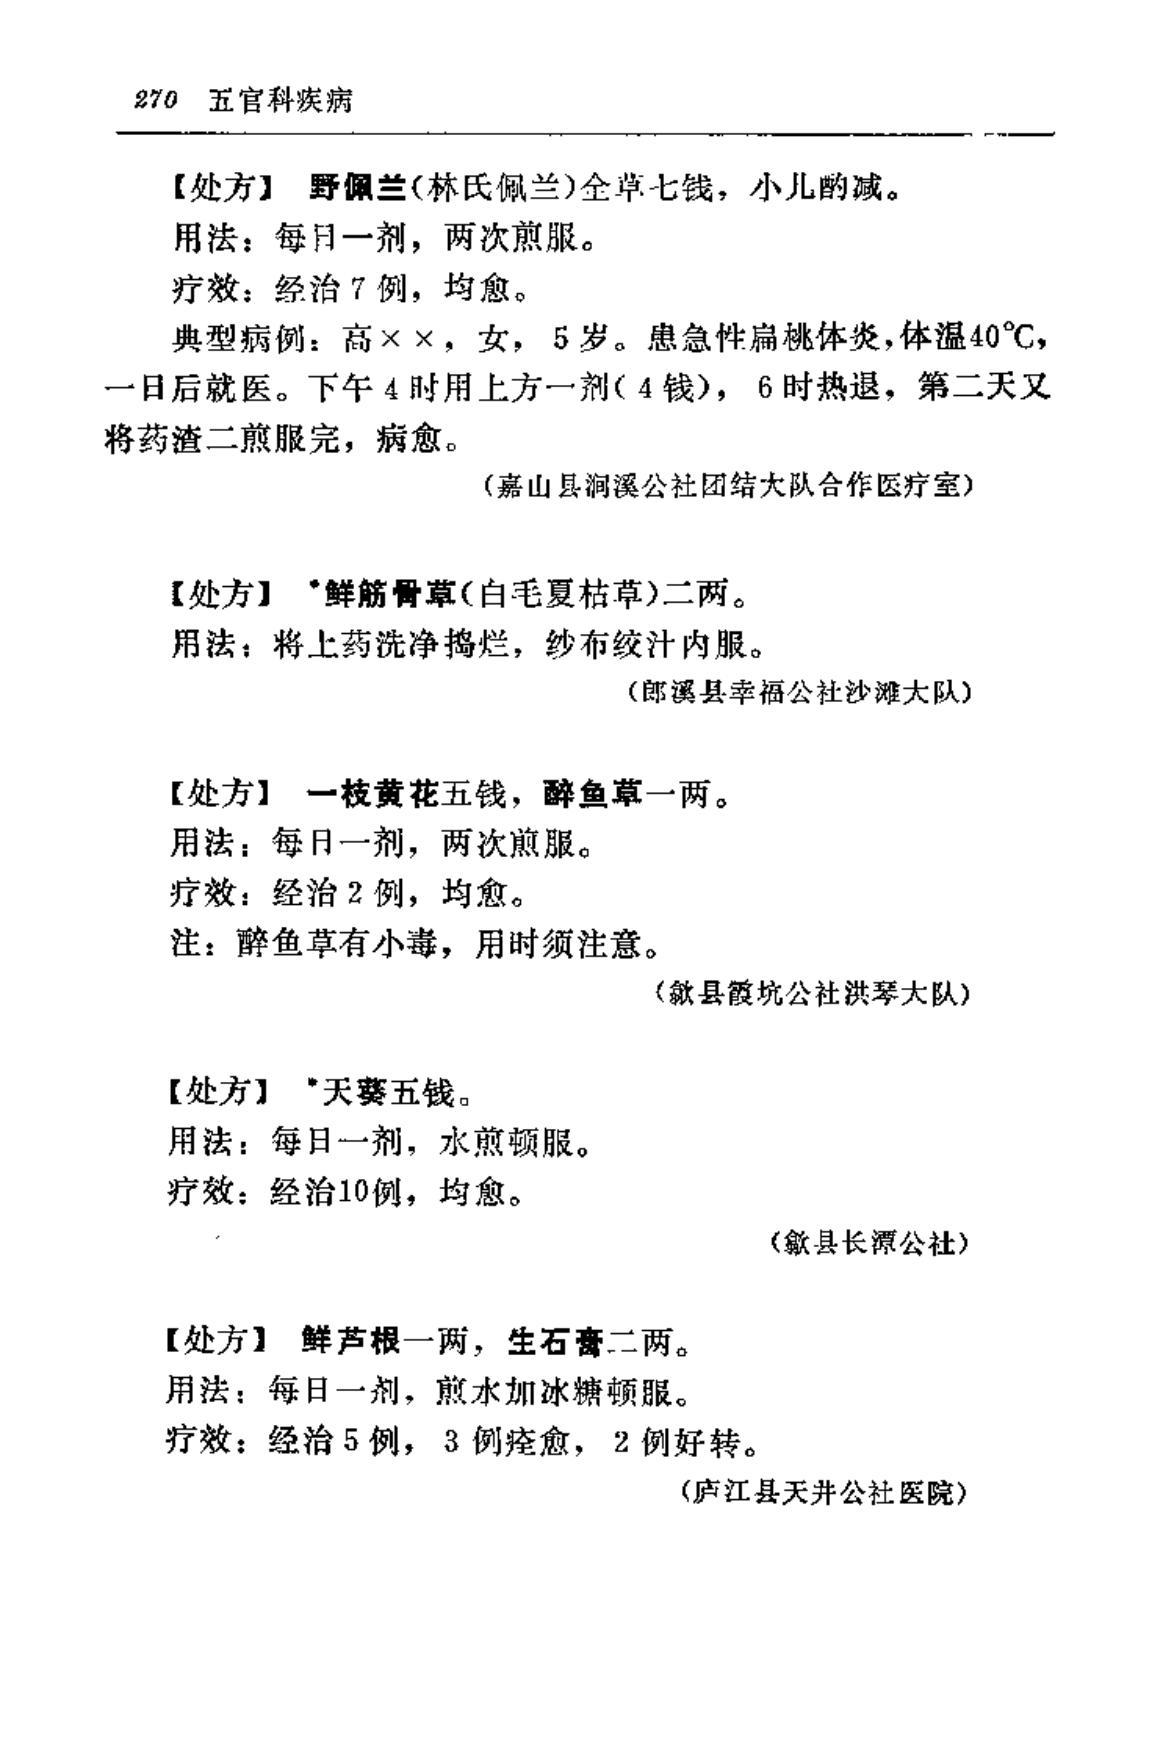 270 五官科疾病
【处方】 野佩兰(林氏佩兰)全草七钱，小儿酌减。
用法：每日一剂，两次煎服。
疗效：经治7例，均愈。
典型病例：高××，女，5岁。患急性扁桃体炎，体温40℃，
一日后就医。下午4时用上方一剂(4钱)，6时热退，第二天又
将药渣二煎服完，病愈。
(嘉山县涧溪公社团结大队合作医疗室)
【处方】 *鲜筋骨草(白毛夏枯草)二两。
用法：将上药洗净捣烂，纱布绞汁内服。
(郎溪县幸福公社沙滩大队)
【处方】 一枝黄花五钱，醉鱼草一两。
用法：每日一剂，两次煎服。
疗效：经治2例，均愈。
注：醉鱼草有小毒，用时须注意。
(歙县霞坑公社洪琴大队)
【处方】 *天葵五钱。
用法：每日一剂，水煎顿服。
疗效：经治10例，均愈。
(歙县长潭公社)
【处方】 鲜芦根一两，生石膏二两。
用法：每日一剂，煎水加冰糖顿服。
疗效：经治5例，3例痊愈，2例好转。
(庐江县天井公社医院)